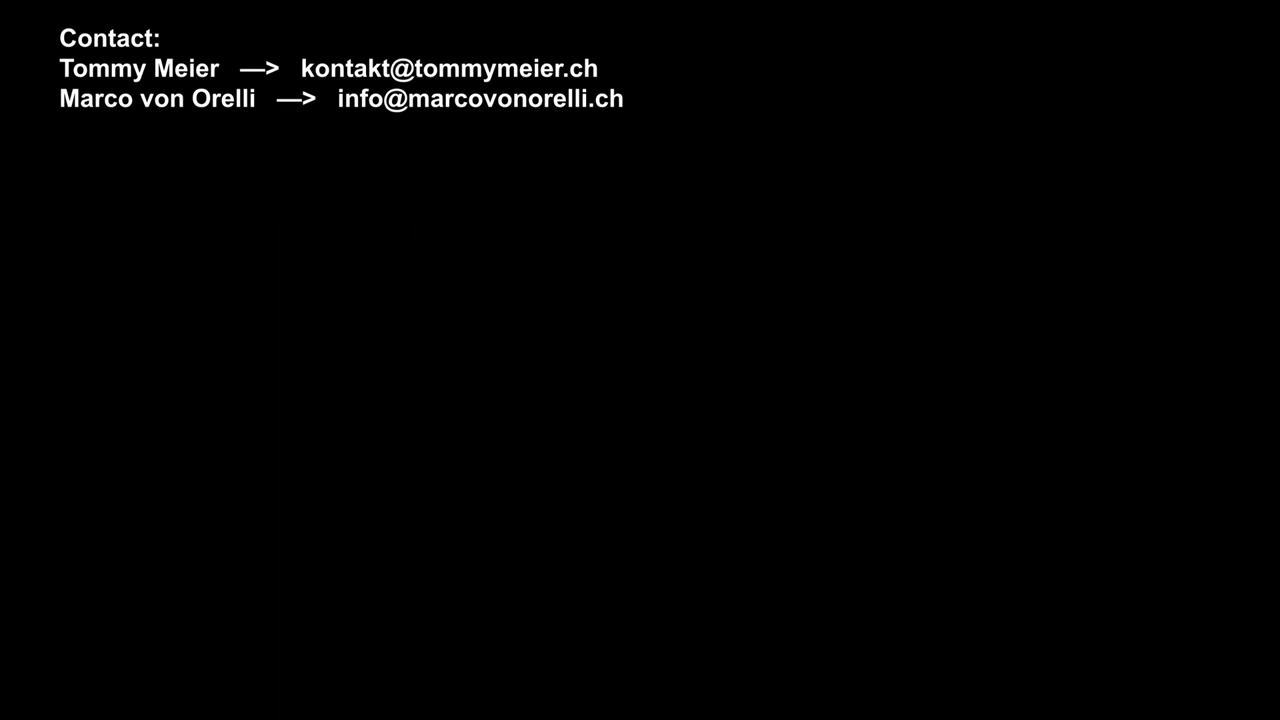 Contact:
Tommy Meier —> kontakt@tommymeier.ch
Marco von Orelli —> info@marcovonorelli.ch